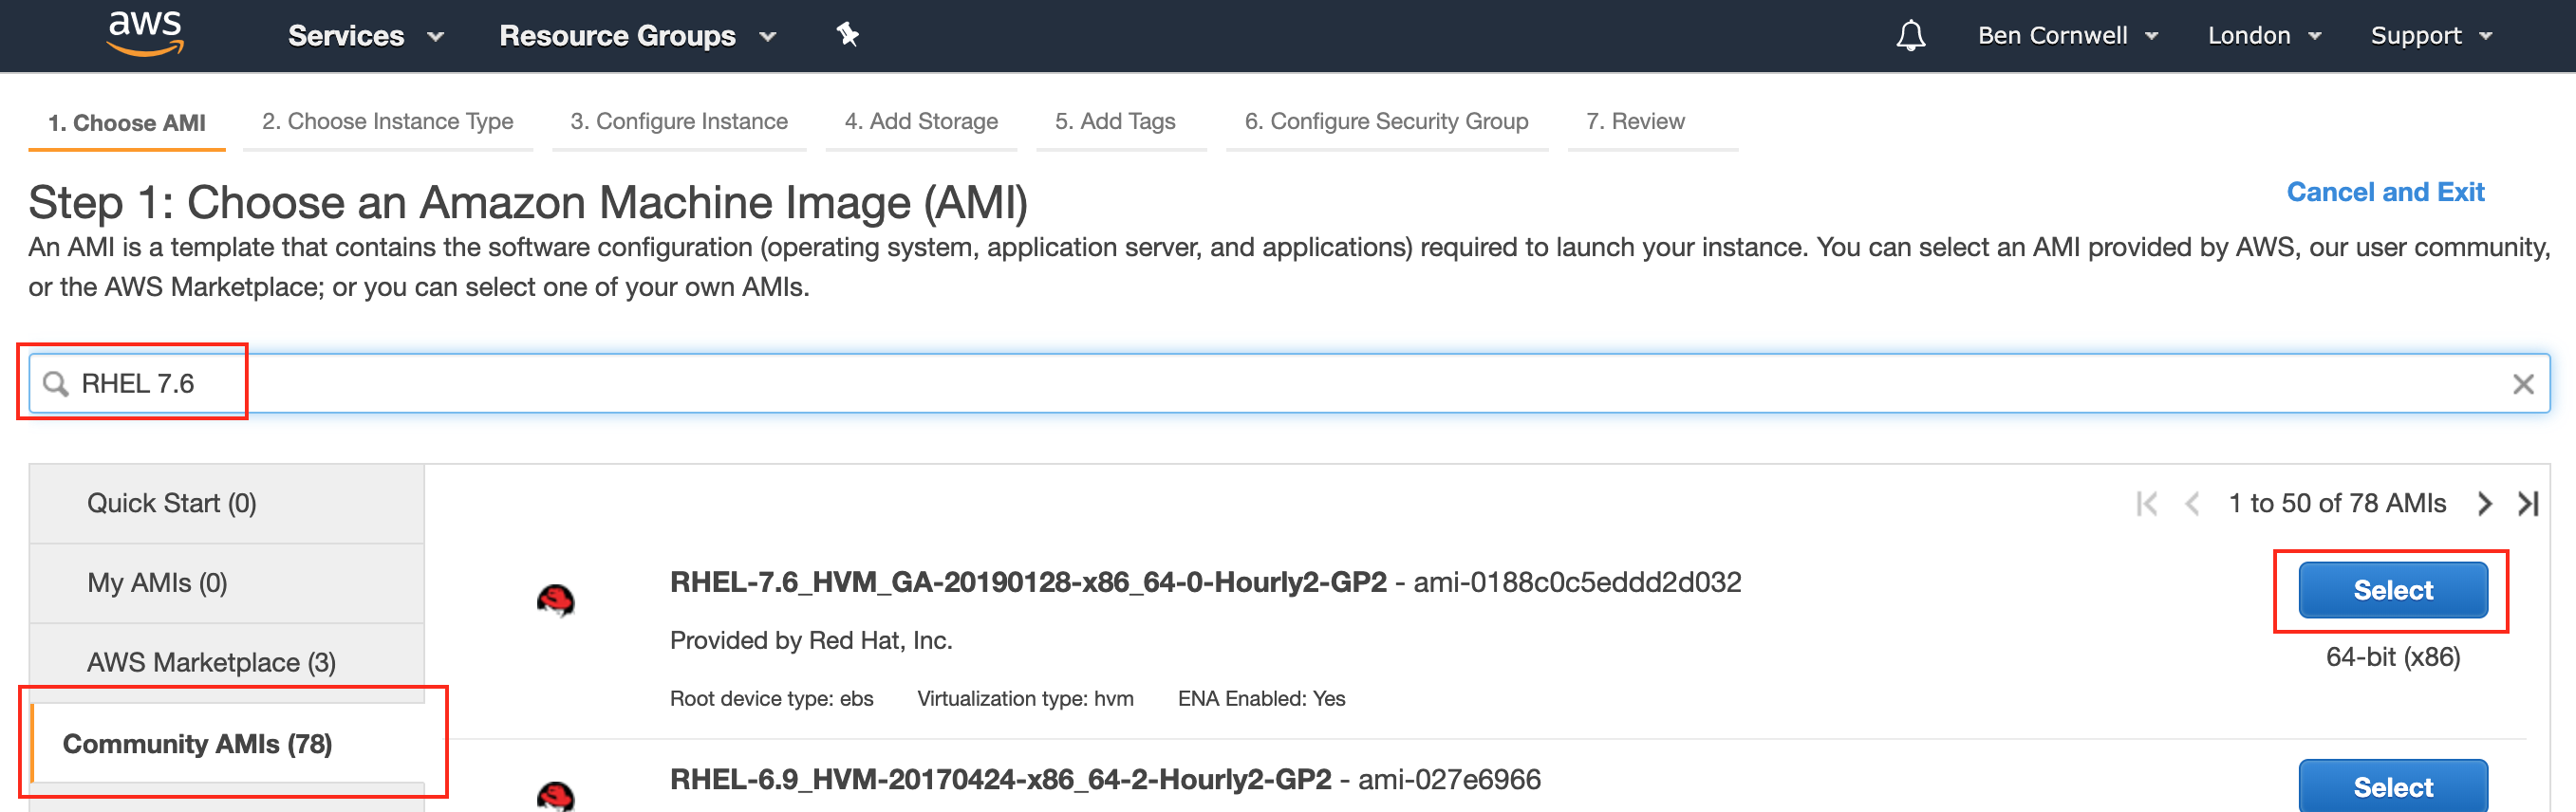 aws Services Resource Groups Ben Cornwell London Support
1. Choose AMI 2. Choose Instance Type 3. Configure Instance 4. Add Storage 5. Add Tags 6. Configure Security Group 7. Review
Step 1: Choose an Amazon Machine Image (AMI) Cancel and Exit
An AMI is a template that contains the software configuration (operating system, application server, and applications) required to launch your instance. You can select an AMI provided by AWS, our user community,
or the AWS Marketplace; or you can select one of your own AMIs.
RHEL 7.6
Quick Start (0)
My AMIs (0)
AWS Marketplace (3)
Community AMIs (78)
1 to 50 of 78 AMIs
RHEL-7.6_HVM_GA-20190128-x86_64-0-Hourly2-GP2 - ami-0188c0c5eddd2d032
Select
Provided by Red Hat, Inc.
64-bit (x86)
Root device type: ebs Virtualization type: hvm ENA Enabled: Yes
RHEL-6.9_HVM-20170424-x86_64-2-Hourly2-GP2 - ami-027e6966
Select